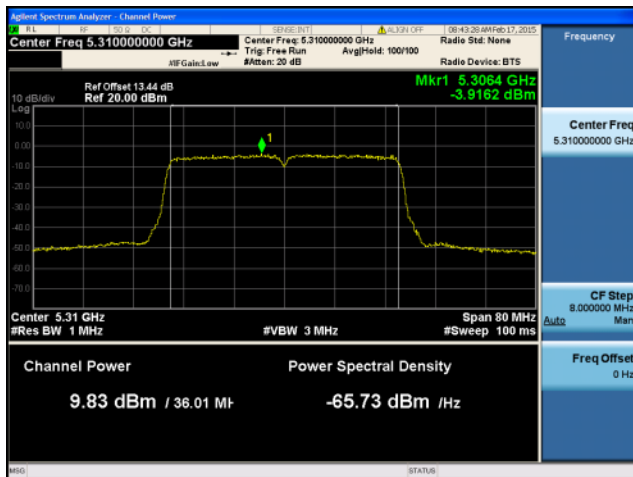 Agilent Spectrum Analyzer - Channel Power
RL RF 50 Ω DC SENSE:INT ALIGN OFF 08:43:28 AM Feb 17, 2015
Center Freq 5.310000000 GHz
Center Freq: 5.310000000 GHz
Radio Std: None
Trig: Free Run Avg|Hold: 100/100
#IFGain:Low #Atten: 20 dB Radio Device: BTS
Mkr1 5.3064 GHz
-3.9162 dBm
Ref Offset 13.44 dB
10 dB/div Ref 20.00 dBm
Log
10.0
1
0.00
-10.0
-20.0
-30.0
-40.0
-50.0
-60.0
-70.0
Center 5.31 GHz Span 80 MHz
#Res BW 1 MHz #VBW 3 MHz #Sweep 100 ms
Channel Power Power Spectral Density
9.83 dBm / 36.01 MH -65.73 dBm /Hz
MSG STATUS
Frequency
Center Freq
5.310000000 GHz
CF Step
8.000000 MHz
Auto Man
Freq Offset
0 Hz